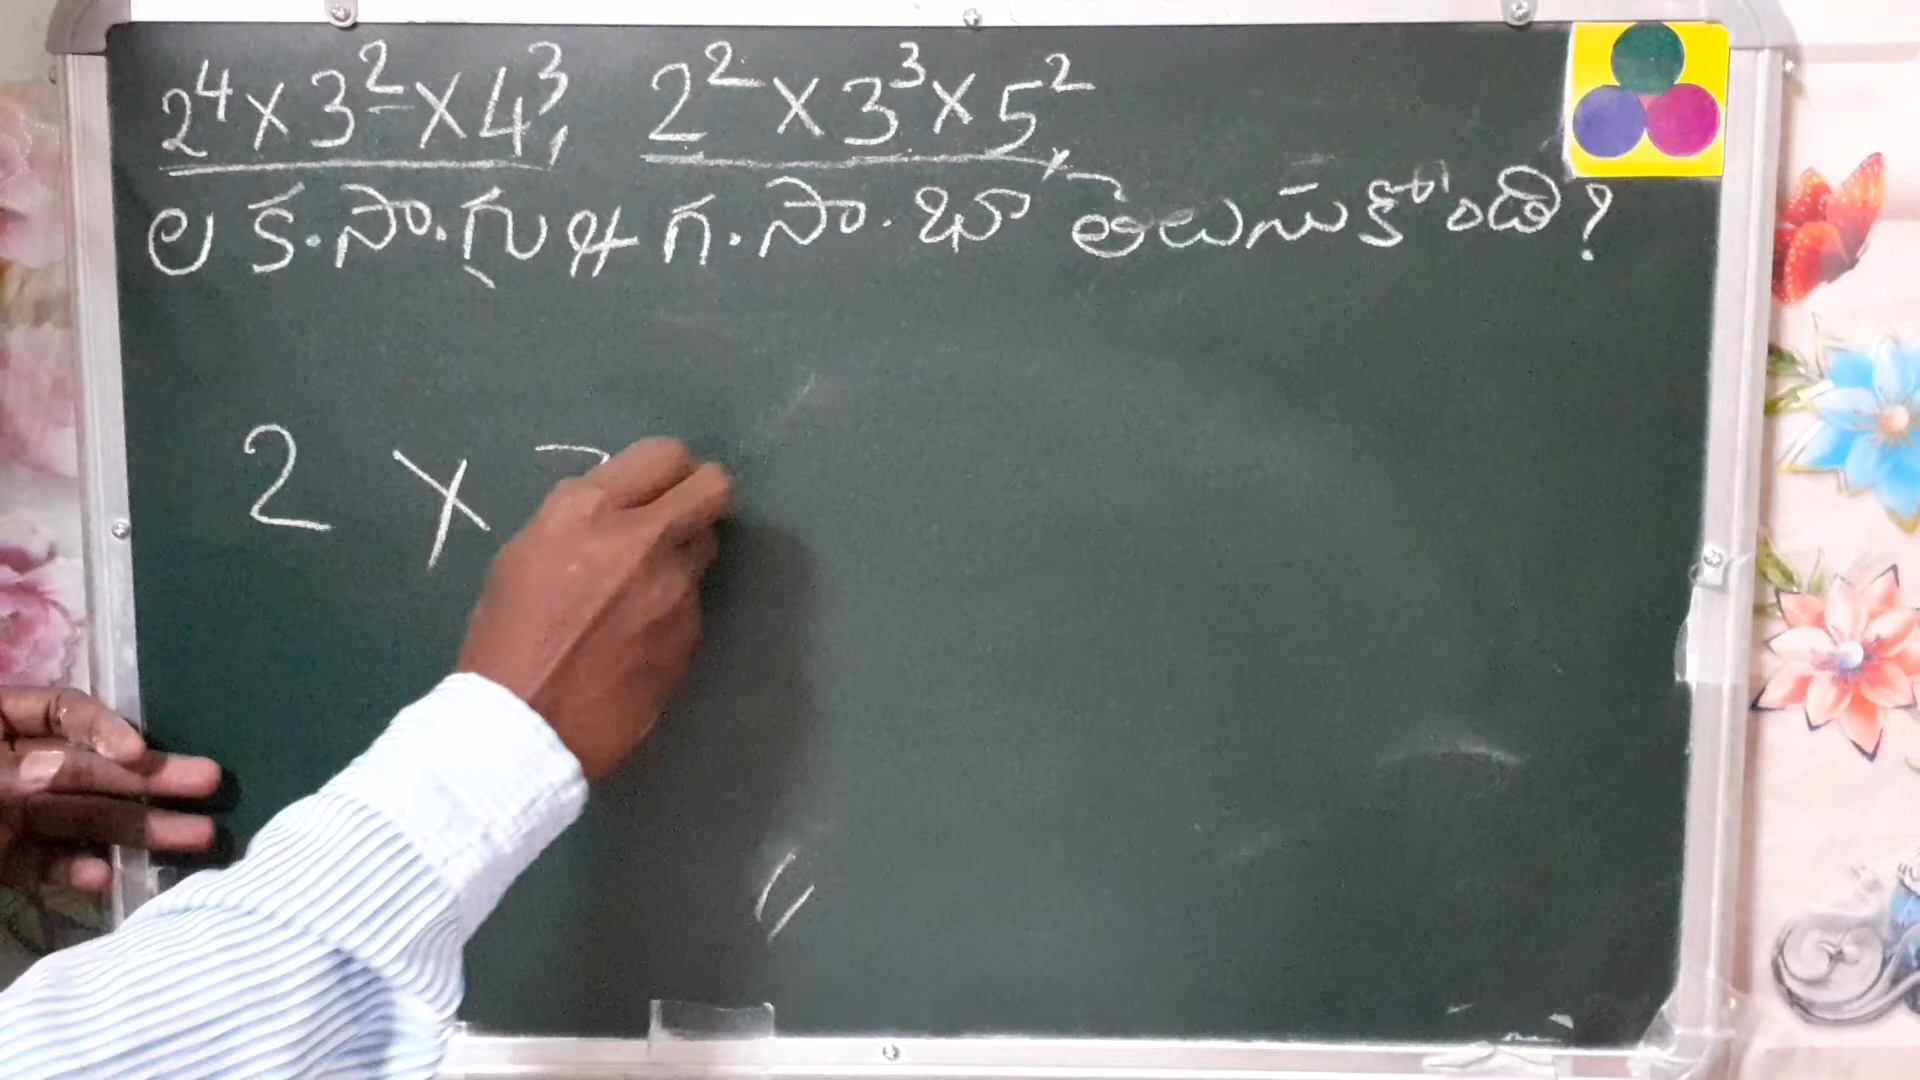 2⁴×3²×4³, 2²×3³×5²,
ల క.సా.గు & గ.సా.భా తెలుసుకోండి?
2 ×